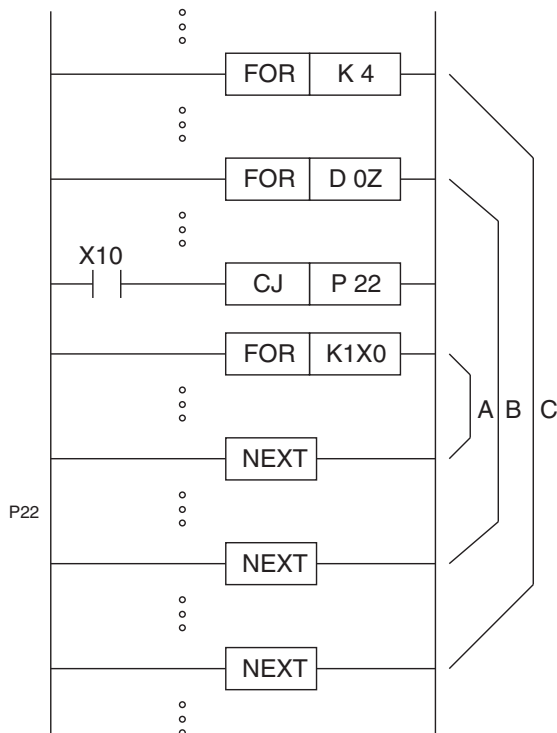 FOR K 4
FOR D 0Z
X10
CJ P 22
FOR K1X0
A B C
NEXT
P22
NEXT
NEXT